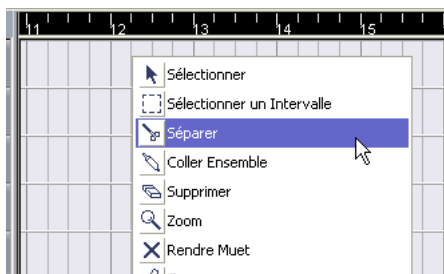 11 12 13 14 15
Sélectionner
Sélectionner un Intervalle
Séparer
Coller Ensemble
Supprimer
Zoom
Rendre Muet